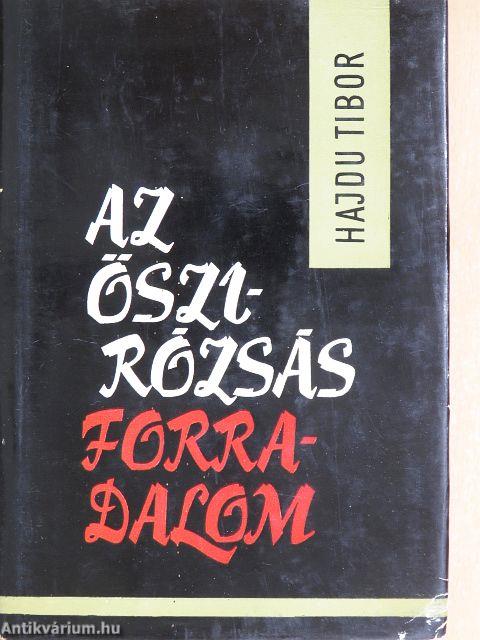 HAJDU TIBOR
AZ
ŐSZI-
RÓZSÁS
FORRA-
DALOM
Antikvárium.hu